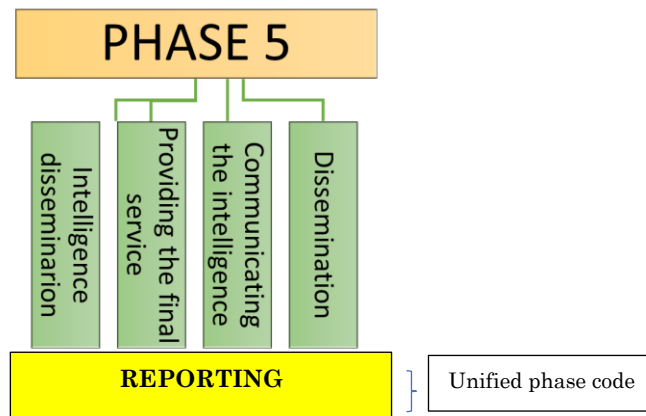 PHASE 5
Intelligence
disseminarion
Providing the final
service
Communicating
the intelligence
Dissemination
REPORTING
Unified phase code